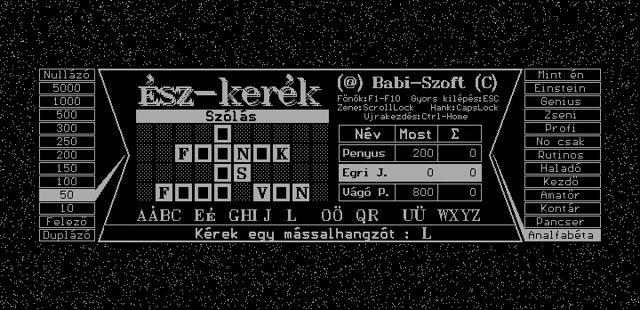 Nullázó
5000
1000
500
300
250
200
150
100
50
10
Felező
Duplázó
Ész-kerék
Szólás
F N K
S
F V N
(@) Babi-Szoft (C)
Főnök:F1-F10 Gyors kilépés:ESC
Zene:ScrollLock Hank:CapsLock
Újrakezdés:Ctrl-Home
Név Most Σ
Penyus 200 0
Egri J. 0 0
Vágó P. 800 0
AÁBC EÉ GHIJ L OÖ QR UÜ WXYZ
Kérek egy mássalhangzót : L
Mint én
Einstein
Genius
Zseni
Profi
No csak
Rutinos
Haladó
Kezdő
Amatőr
Kontár
Pancser
Analfabéta